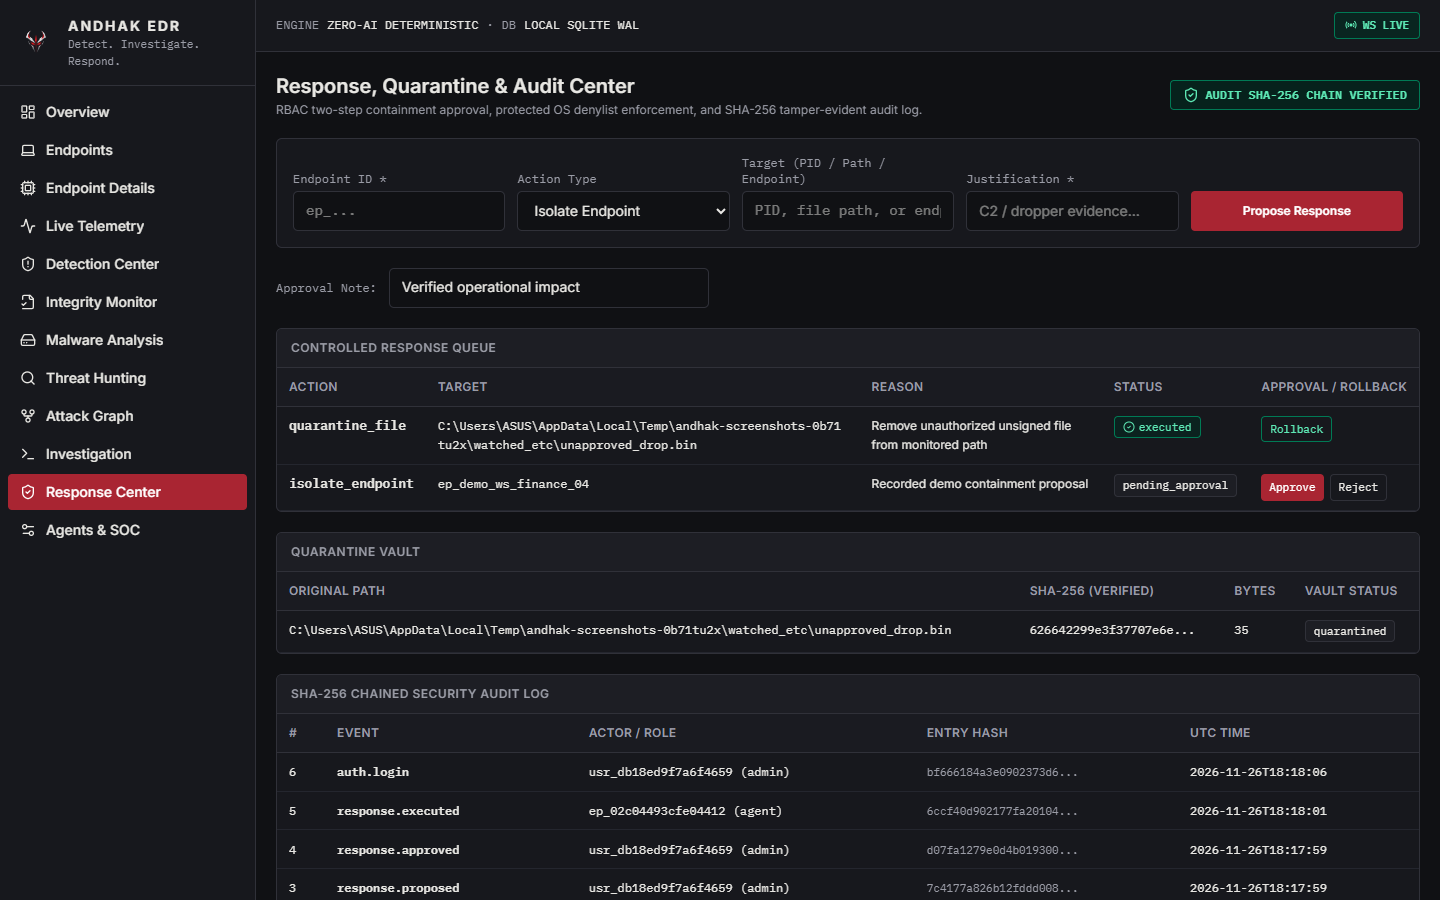 ANDHAK EDR
Detect. Investigate.
Respond.
ENGINE ZERO-AI DETERMINISTIC · DB LOCAL SQLITE WAL
WS LIVE
Overview
Endpoints
Endpoint Details
Live Telemetry
Detection Center
Integrity Monitor
Malware Analysis
Threat Hunting
Attack Graph
Investigation
Response Center
Agents & SOC
Response, Quarantine & Audit Center
RBAC two-step containment approval, protected OS denylist enforcement, and SHA-256 tamper-evident audit log.
AUDIT SHA-256 CHAIN VERIFIED
Endpoint ID *
ep_...
Action Type
Isolate Endpoint
Target (PID / Path /
Endpoint)
PID, file path, or end
Justification *
C2 / dropper evidence...
Propose Response
Approval Note:
Verified operational impact
CONTROLLED RESPONSE QUEUE
ACTION TARGET REASON STATUS APPROVAL / ROLLBACK
quarantine_file C:\Users\ASUS\AppData\Local\Temp\andhak-screenshots-0b71 Remove unauthorized unsigned file executed Rollback
tu2x\watched_etc\unapproved_drop.bin from monitored path
isolate_endpoint ep_demo_ws_finance_04 Recorded demo containment proposal pending_approval Approve Reject
QUARANTINE VAULT
ORIGINAL PATH SHA-256 (VERIFIED) BYTES VAULT STATUS
C:\Users\ASUS\AppData\Local\Temp\andhak-screenshots-0b71tu2x\watched_etc\unapproved_drop.bin 626642299e3f37707e6e... 35 quarantined
SHA-256 CHAINED SECURITY AUDIT LOG
# EVENT ACTOR / ROLE ENTRY HASH UTC TIME
6 auth.login usr_db18ed9f7a6f4659 (admin) bf666184a3e0902373d6... 2026-11-26T18:18:06
5 response.executed ep_02c04493cfe04412 (agent) 6ccf40d902177fa20104... 2026-11-26T18:18:01
4 response.approved usr_db18ed9f7a6f4659 (admin) d07fa1279e0d4b019300... 2026-11-26T18:17:59
3 response.proposed usr_db18ed9f7a6f4659 (admin) 7c4177a826b12fddd008... 2026-11-26T18:17:59